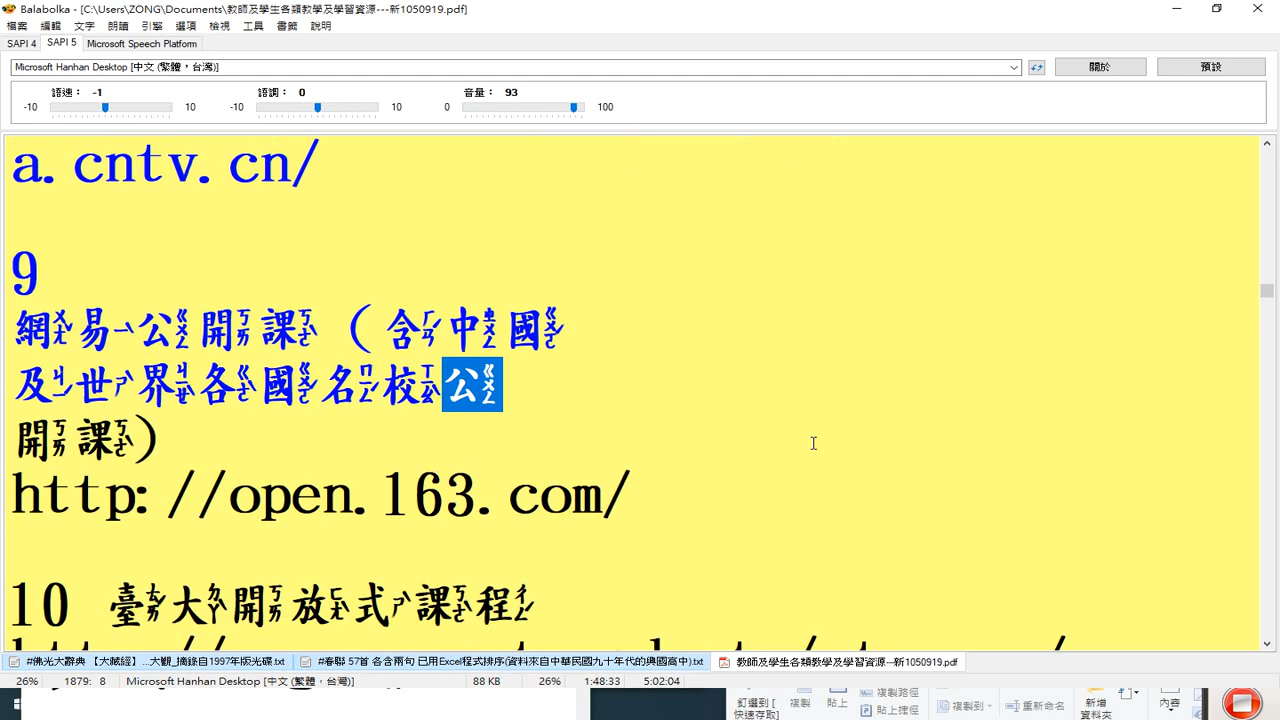 Balabolka - [C:\Users\ZONG\Documents\教師及學生各類教學及學習資源---新1050919.pdf]
檔案 編輯 文字 朗讀 引擎 選項 檢視 工具 書籤 說明
SAPI 4 SAPI 5 Microsoft Speech Platform
Microsoft Hanhan Desktop [中文 (繁體，台灣)] 關於 預設
語速： -1 語調： 0 音量： 93
-10 10 -10 10 0 100
a.cntv.cn/
9
網易公開課（含中國
及世界各國名校公
開課)
http://open.163.com/
10 臺大開放式課程
#佛光大辭典 【大藏經】...大觀_摘錄自1997年版光碟.txt #春聯 57首 各含兩句 已用Excel程式排序(資料來自中華民國九十年代的典國高中).txt 教師及學生各類教學及學習資源---新1050919.pdf
26% 1879: 8 Microsoft Hanhan Desktop [中文 (繁體，台灣)] 88 KB 26% 1:48:33 5:02:04
釘選到 [ 快速存取] 複製 貼上 複製路徑 貼上捷徑 複製到 重新命名 新增 資料夾 內容